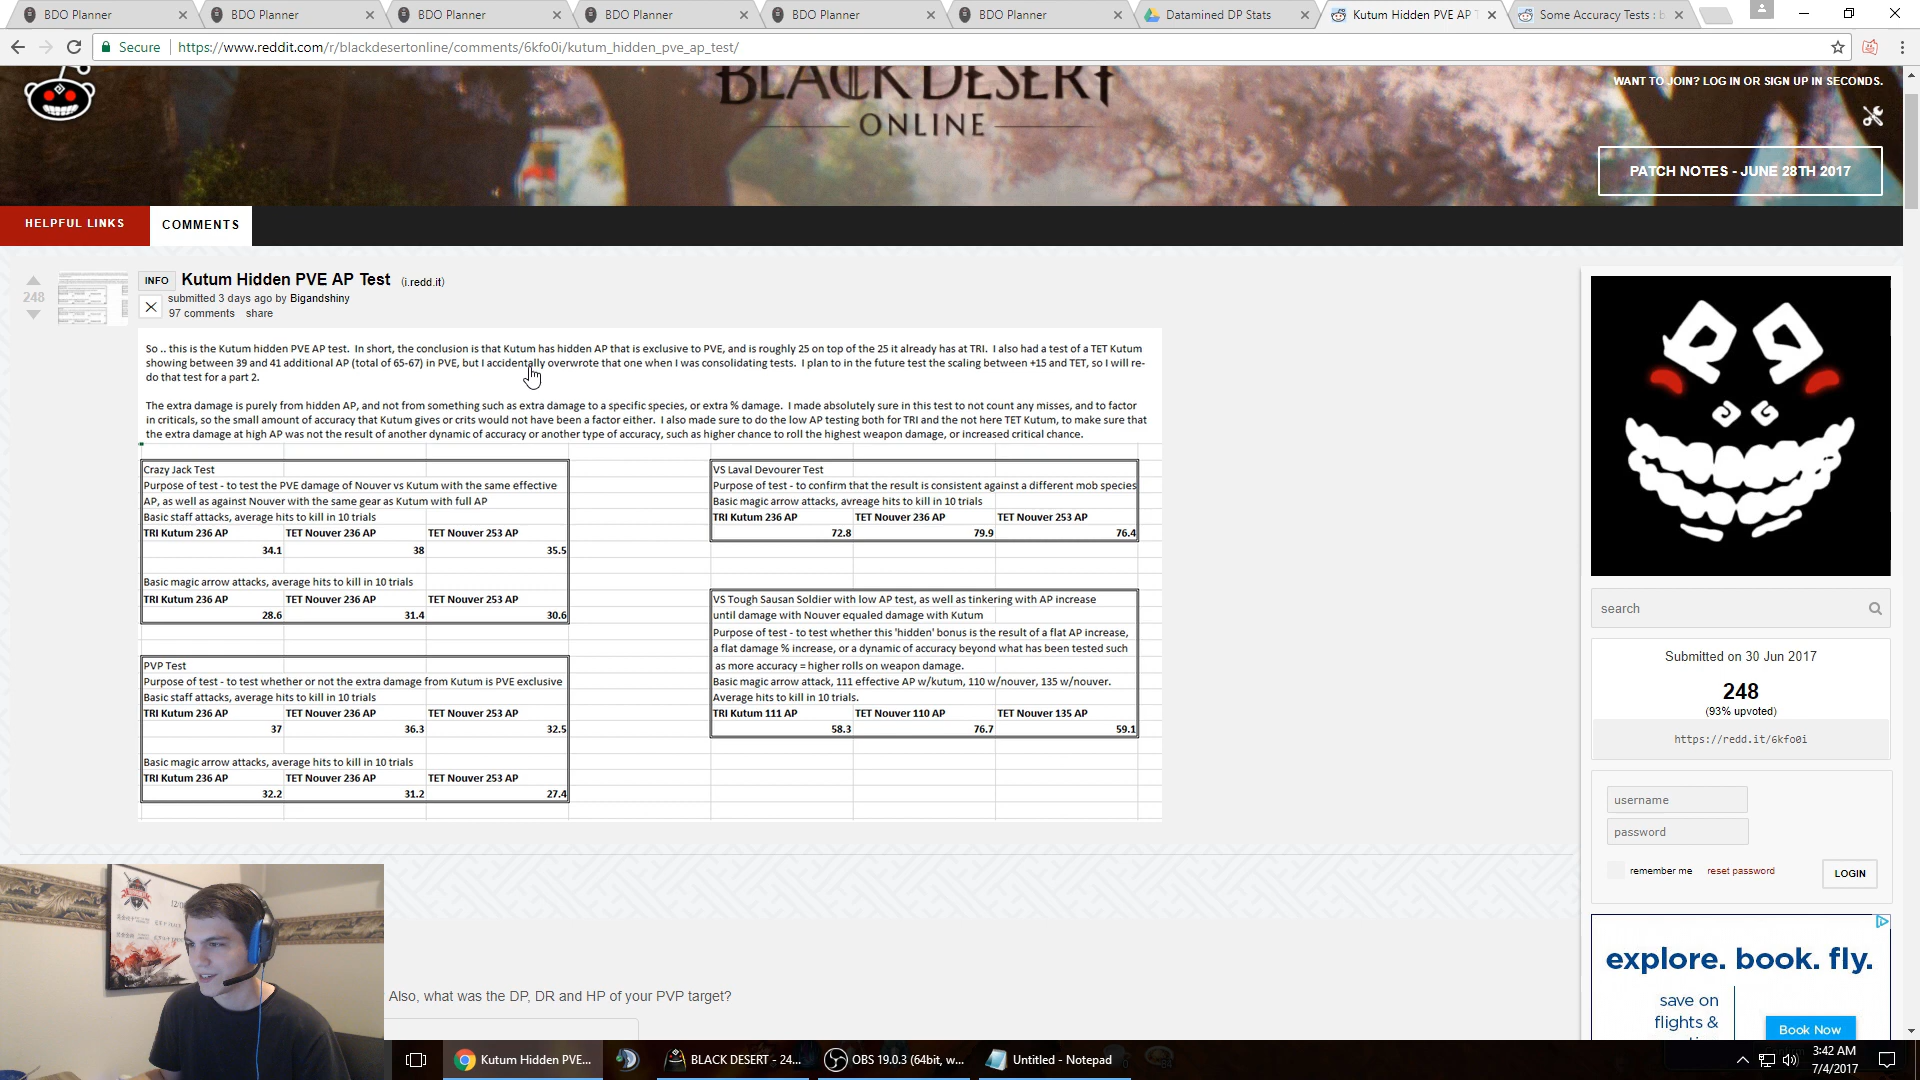 BDO Planner
BDO Planner
BDO Planner
BDO Planner
BDO Planner
BDO Planner
Datamined DP Stats
Kutum Hidden PVE AP T
Some Accuracy Tests : b
Secure
https://www.reddit.com/r/blackdesertonline/comments/6kfo0i/kutum_hidden_pve_ap_test/
BLACK DESERT
ONLINE
WANT TO JOIN? LOG IN OR SIGN UP IN SECONDS.
PATCH NOTES - JUNE 28TH 2017
HELPFUL LINKS
COMMENTS
248
INFO
Kutum Hidden PVE AP Test (i.redd.it)
submitted 3 days ago by Bigandshiny
97 comments share
So .. this is the Kutum hidden PVE AP test. In short, the conclusion is that Kutum has hidden AP that is exclusive to PVE, and is roughly 25 on top of the 25 it already has at TRI. I also had a test of a TET Kutum
showing between 39 and 41 additional AP (total of 65-67) in PVE, but I accidentally overwrote that one when I was consolidating tests. I plan to in the future test the scaling between +15 and TET, so I will re-
do that test for a part 2.
The extra damage is purely from hidden AP, and not from something such as extra damage to a specific species, or extra % damage. I made absolutely sure in this test to not count any misses, and to factor
in criticals, so the small amount of accuracy that Kutum gives or crits would not have been a factor either. I also made sure to do the low AP testing both for TRI and the not here TET Kutum, to make sure that
the extra damage at high AP was not the result of another dynamic of accuracy or another type of accuracy, such as higher chance to roll the highest weapon damage, or increased critical chance.
Crazy Jack Test
Purpose of test - to test the PVE damage of Nouver vs Kutum with the same effective
AP, as well as against Nouver with the same gear as Kutum with full AP
Basic staff attacks, average hits to kill in 10 trials
TRI Kutum 236 AP TET Nouver 236 AP TET Nouver 253 AP
34.1 38 35.5
Basic magic arrow attacks, average hits to kill in 10 trials
TRI Kutum 236 AP TET Nouver 236 AP TET Nouver 253 AP
28.6 31.4 30.6
PVP Test
Purpose of test - to test whether or not the extra damage from Kutum is PVE exclusive
Basic staff attacks, average hits to kill in 10 trials
TRI Kutum 236 AP TET Nouver 236 AP TET Nouver 253 AP
37 36.3 32.5
Basic magic arrow attacks, average hits to kill in 10 trials
TRI Kutum 236 AP TET Nouver 236 AP TET Nouver 253 AP
32.2 31.2 27.4
VS Laval Devourer Test
Purpose of test - to confirm that the result is consistent against a different mob species
Basic magic arrow attacks, avreage hits to kill in 10 trials
TRI Kutum 236 AP TET Nouver 236 AP TET Nouver 253 AP
72.8 79.9 76.4
VS Tough Sausan Soldier with low AP test, as well as tinkering with AP increase
until damage with Nouver equaled damage with Kutum
Purpose of test - to test whether this 'hidden' bonus is the result of a flat AP increase,
a flat damage % increase, or a dynamic of accuracy beyond what has been tested such
as more accuracy = higher rolls on weapon damage.
Basic magic arrow attack, 111 effective AP w/kutum, 110 w/nouver, 135 w/nouver.
Average hits to kill in 10 trials.
TRI Kutum 111 AP TET Nouver 110 AP TET Nouver 135 AP
58.3 76.7 59.1
search
Submitted on 30 Jun 2017
248
(93% upvoted)
https://redd.it/6kfo0i
username
password
remember me reset password LOGIN
explore. book. fly.
save on
flights &
Book Now
Also, what was the DP, DR and HP of your PVP target?
Kutum Hidden PVE...
BLACK DESERT - 24...
OBS 19.0.3 (64bit, w...
Untitled - Notepad
3:42 AM
7/4/2017